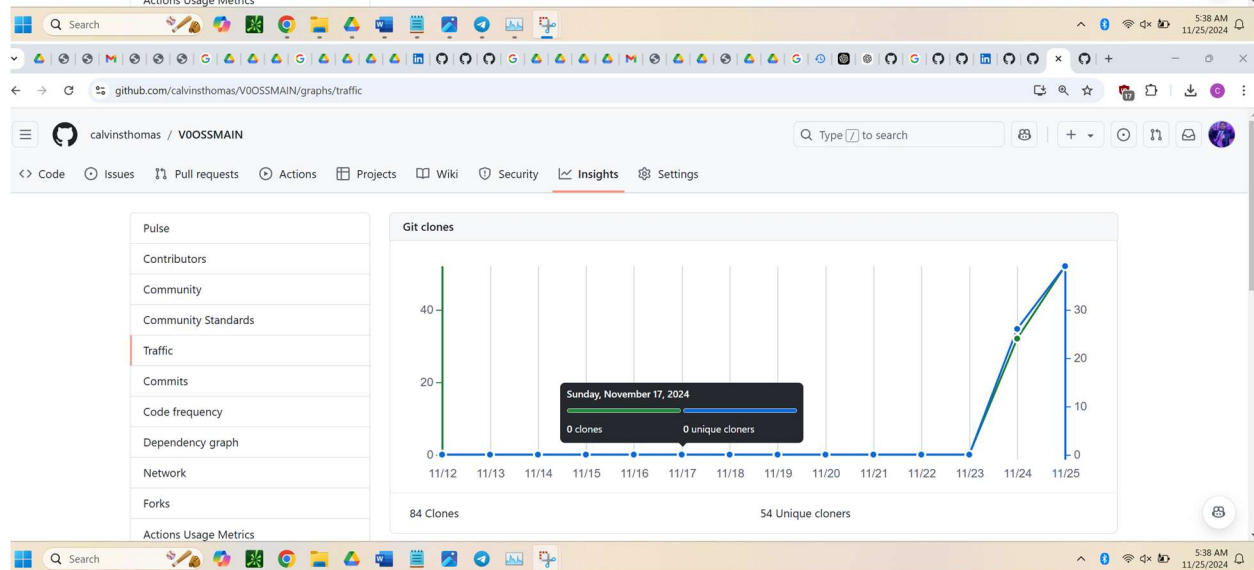 Actions Usage Metrics
Search
5:38 AM
11/25/2024
github.com/calvinsthomas/V0OSSMAIN/graphs/traffic
17
C
calvinsthomas / V0OSSMAIN
Type / to search
Code Issues Pull requests Actions Projects Wiki Security Insights Settings
Pulse
Contributors
Community
Community Standards
Traffic
Commits
Code frequency
Dependency graph
Network
Forks
Actions Usage Metrics
Git clones
40
20
0
30
20
10
0
Sunday, November 17, 2024
0 clones 0 unique cloners
11/12 11/13 11/14 11/15 11/16 11/17 11/18 11/19 11/20 11/21 11/22 11/23 11/24 11/25
84 Clones 54 Unique cloners
Search
5:38 AM
11/25/2024